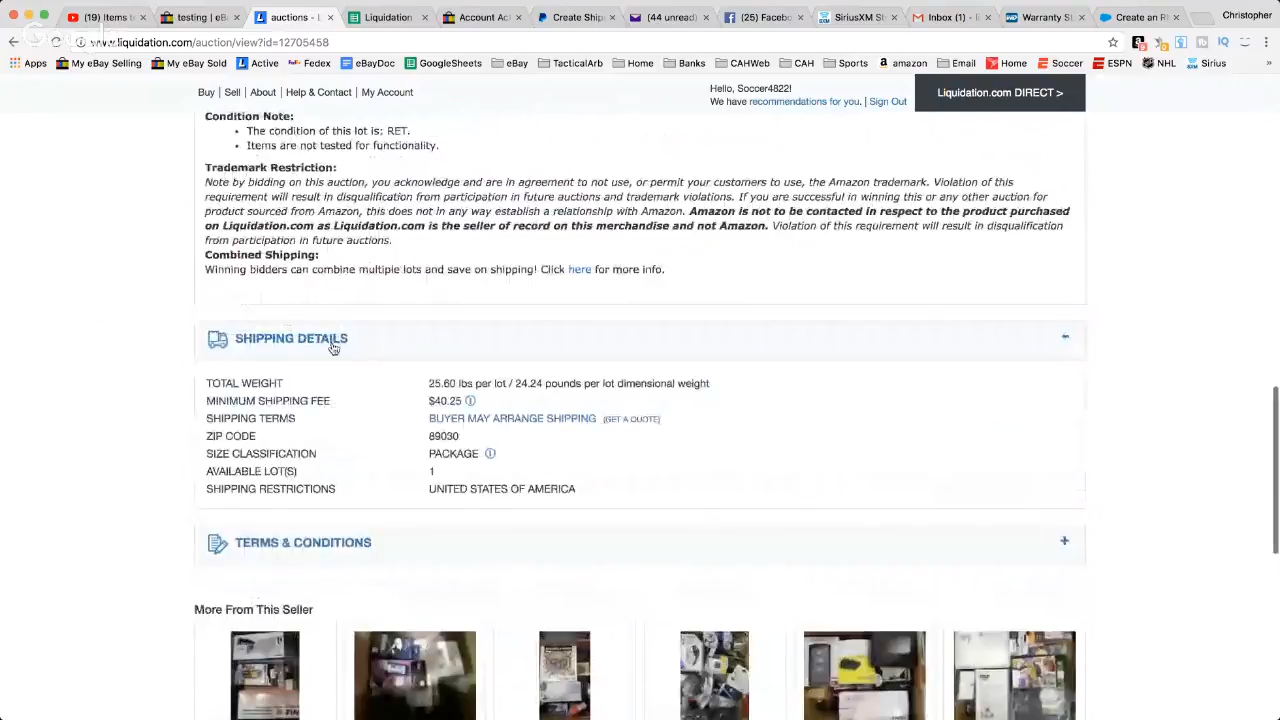 (19) Items to
testing | eB
auctions -
Liquidation
Account Ac
Create Ship
(44 unread)
(25) Faceb
SiriusXM St
Inbox (1) -
Warranty St
Create an R
Christopher
www.liquidation.com/auction/view?id=12705458
Apps
My eBay Selling
My eBay Sold
Active
Fedex
eBayDoc
GoogleSheets
eBay
TacticalArb
Home
Banks
CAHWeb
CAH
Sports
amazon
Email
Home
Soccer
ESPN
NHL
Sirius
»
Buy | Sell | About | Help & Contact | My Account
Hello, Soccer4822!
We have recommendations for you. | Sign Out
Liquidation.com DIRECT >
Condition Note:
• The condition of this lot is: RET.
• Items are not tested for functionality.
Trademark Restriction:
Note by bidding on this auction, you acknowledge and are in agreement to not use, or permit your customers to use, the Amazon trademark. Violation of this
requirement will result in disqualification from participation in future auctions and trademark violations. If you are successful in winning this or any other auction for
product sourced from Amazon, this does not in any way establish a relationship with Amazon. Amazon is not to be contacted in respect to the product purchased
on Liquidation.com as Liquidation.com is the seller of record on this merchandise and not Amazon. Violation of this requirement will result in disqualification
from participation in future auctions.
Combined Shipping:
Winning bidders can combine multiple lots and save on shipping! Click here for more info.
SHIPPING DETAILS
TOTAL WEIGHT 25.60 lbs per lot / 24.24 pounds per lot dimensional weight
MINIMUM SHIPPING FEE $40.25
SHIPPING TERMS BUYER MAY ARRANGE SHIPPING (GET A QUOTE)
ZIP CODE 89030
SIZE CLASSIFICATION PACKAGE
AVAILABLE LOT(S) 1
SHIPPING RESTRICTIONS UNITED STATES OF AMERICA
TERMS & CONDITIONS +
More From This Seller